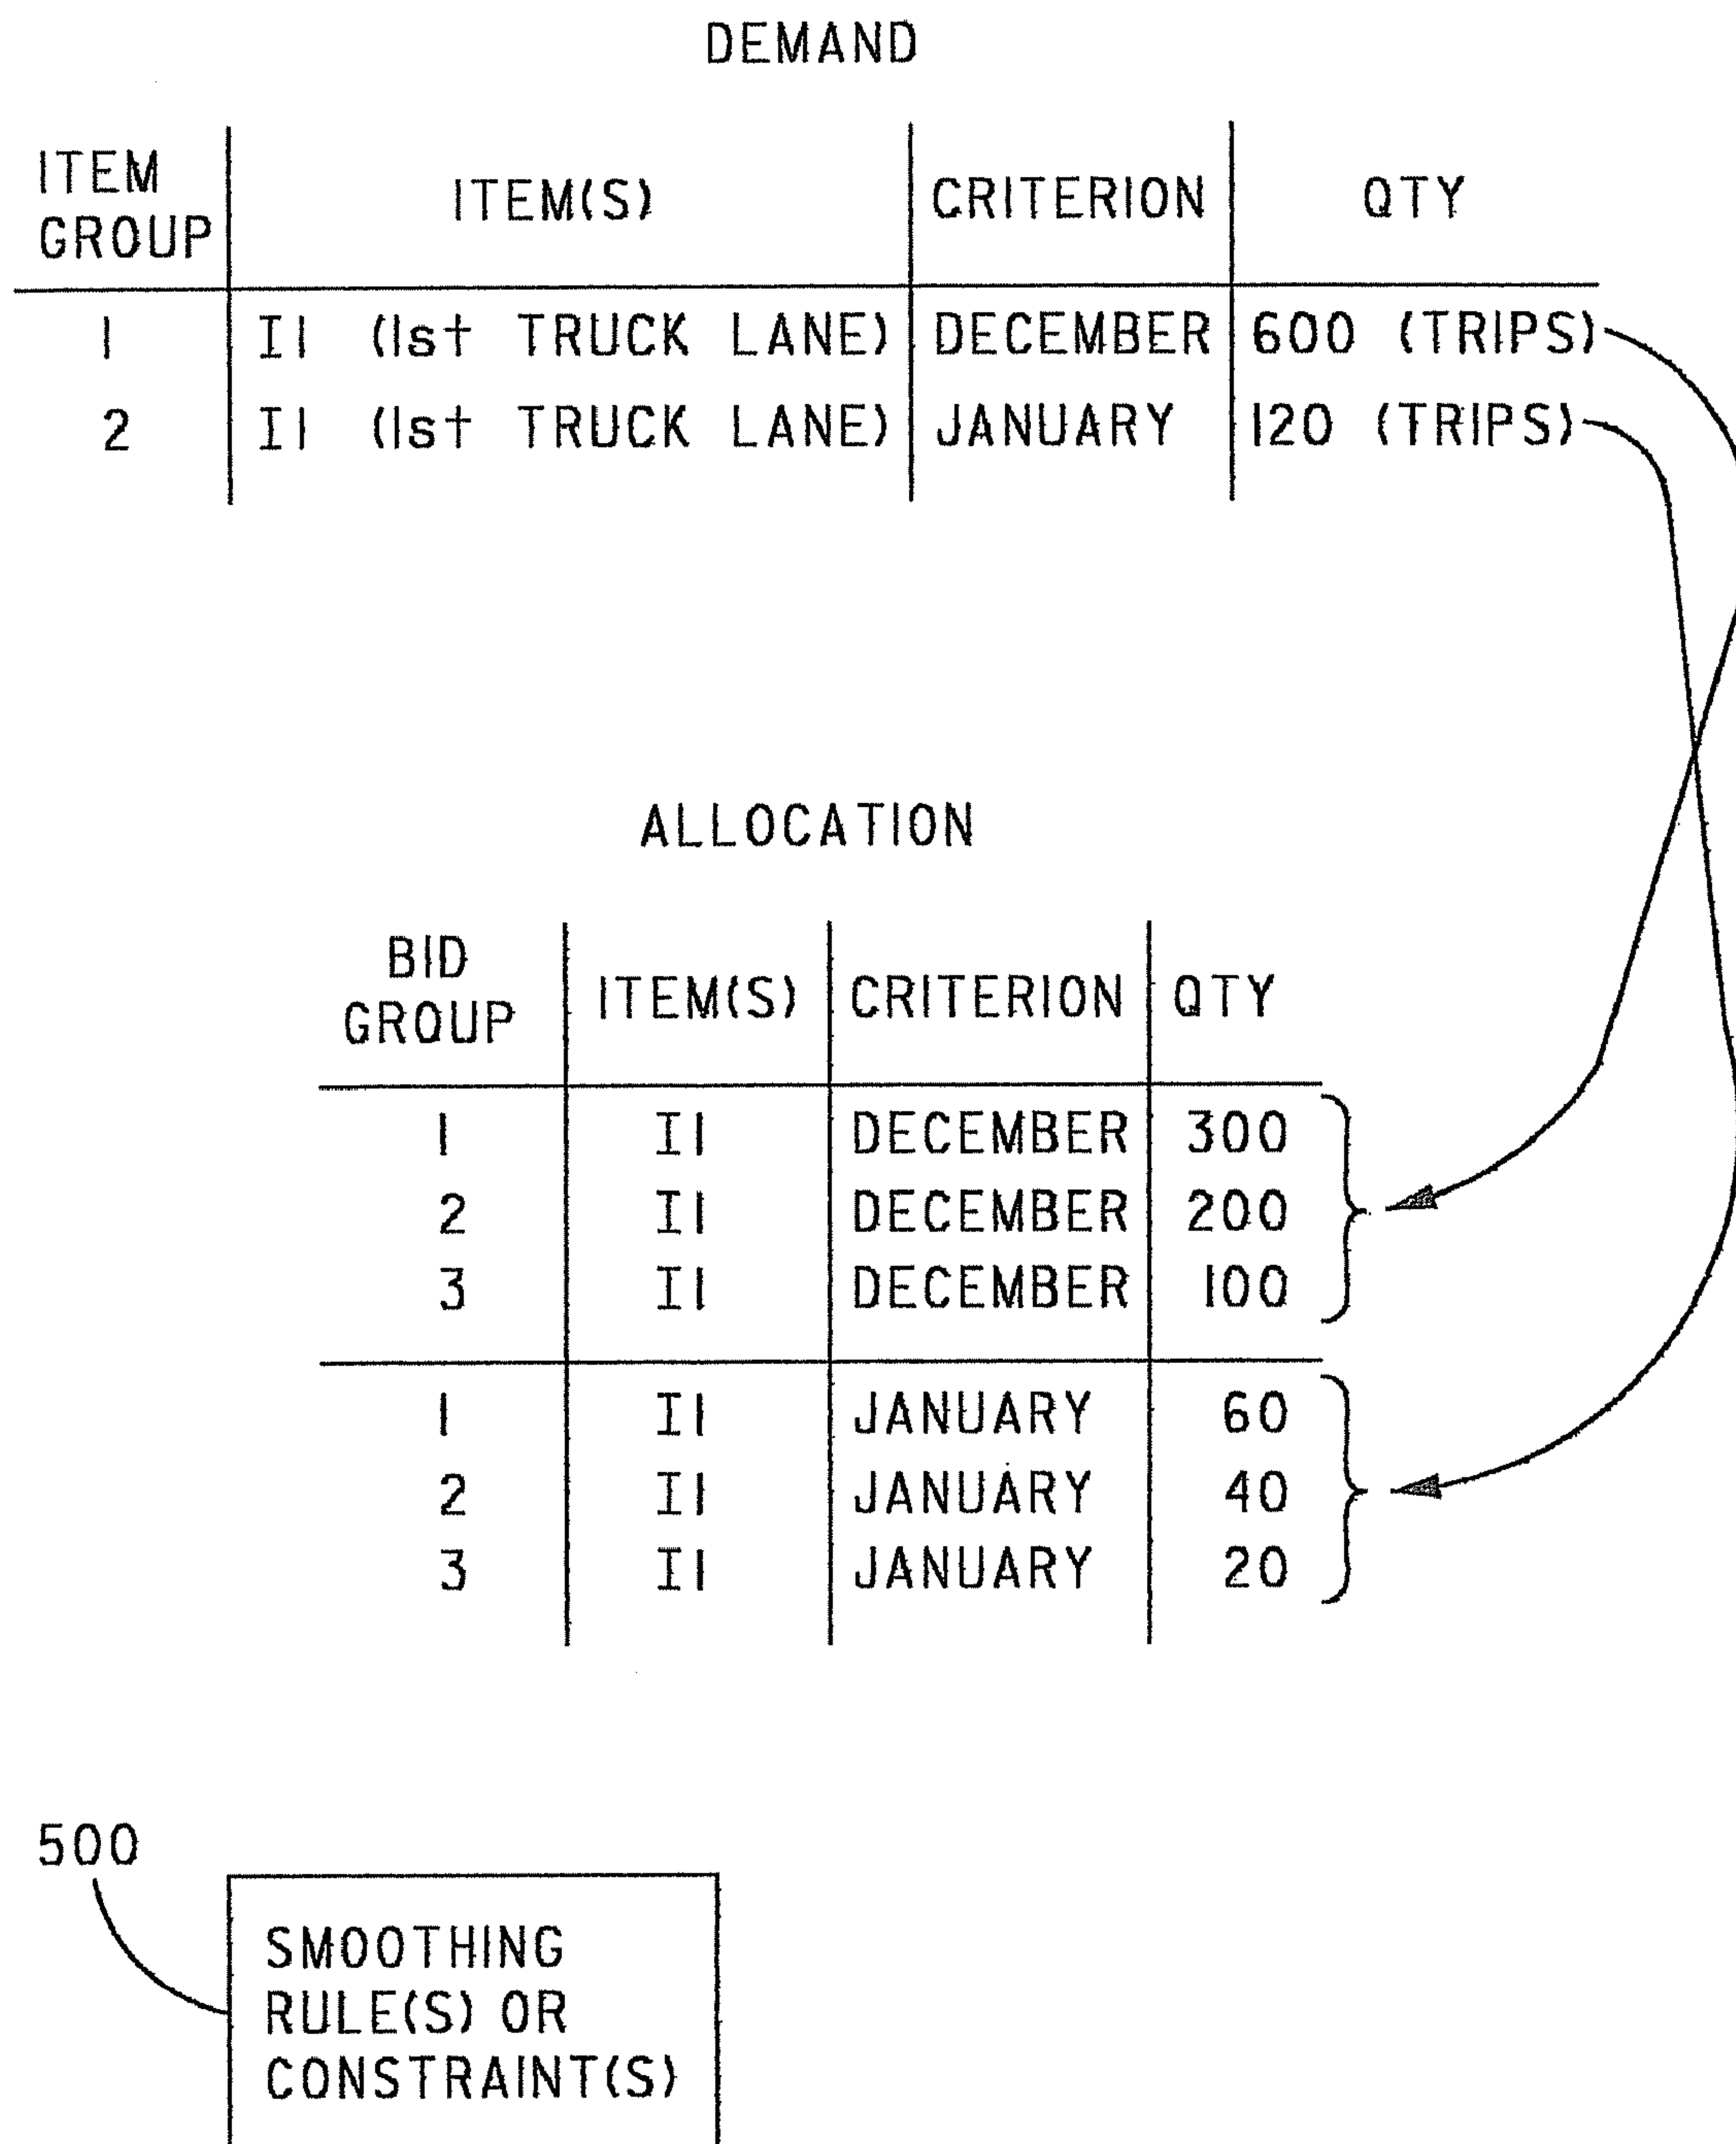 DEMAND
ITEM GROUP ITEM(S) CRITERION QTY
1 I1 (1st TRUCK LANE) DECEMBER 600 (TRIPS)
2 I1 (1st TRUCK LANE) JANUARY 120 (TRIPS)
ALLOCATION
BID GROUP ITEM(S) CRITERION QTY
1 I1 DECEMBER 300
2 I1 DECEMBER 200
3 I1 DECEMBER 100
1 I1 JANUARY 60
2 I1 JANUARY 40
3 I1 JANUARY 20
500
SMOOTHING
RULE(S) OR
CONSTRAINT(S)